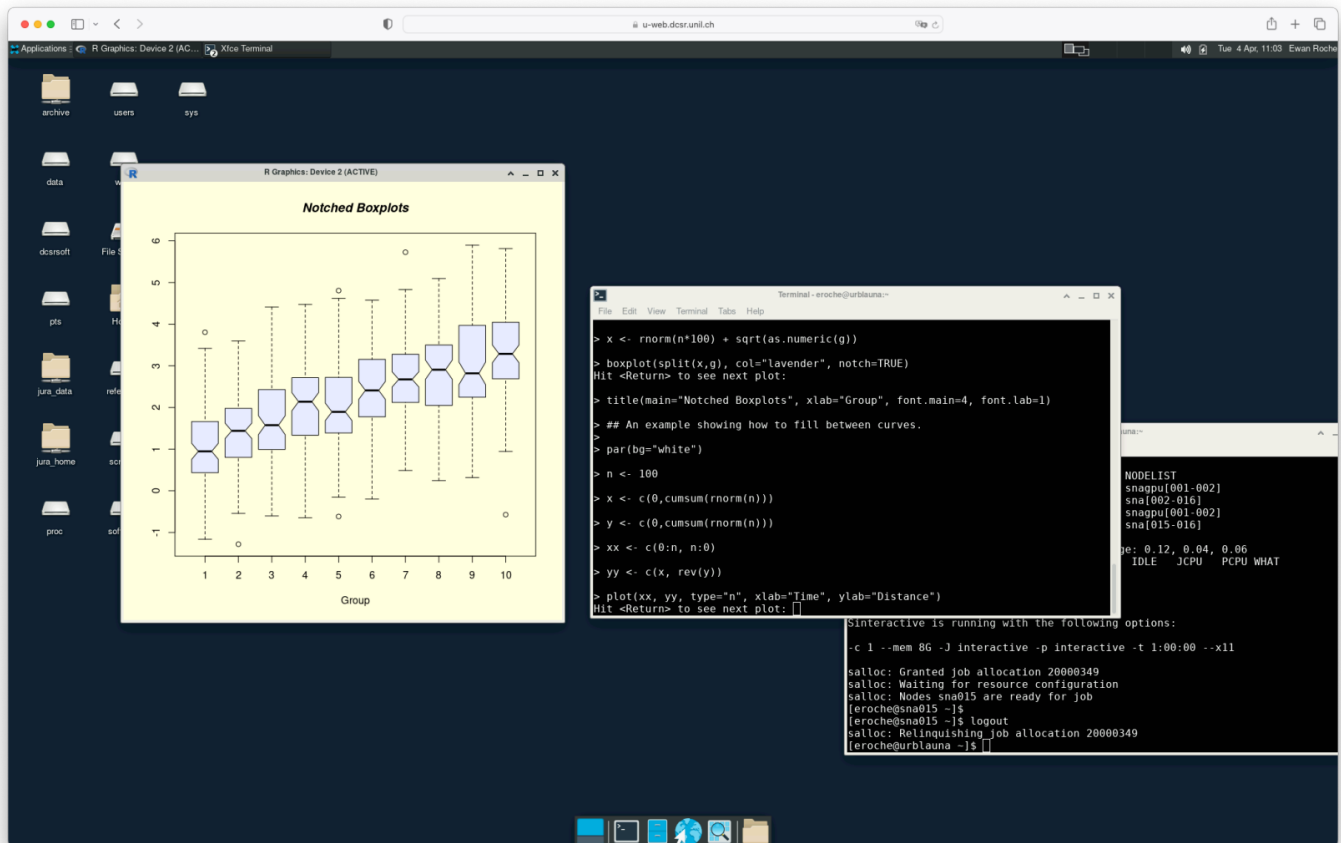 u-web.dcsr.unil.ch
Applications
R Graphics: Device 2 (AC...
Xfce Terminal
Tue 4 Apr, 11:03
Ewan Roche
archive
users
sys
data
dcsrsoft
File
pts
jura_data
jura_home
proc
R Graphics: Device 2 (ACTIVE)
Notched Boxplots
6
5
4
3
2
1
0
-1
1 2 3 4 5 6 7 8 9 10
Group
Terminal - eroche@urblauna:~
File Edit View Terminal Tabs Help
> x <- rnorm(n*100) + sqrt(as.numeric(g))
> boxplot(split(x,g), col="lavender", notch=TRUE)
Hit <Return> to see next plot:
> title(main="Notched Boxplots", xlab="Group", font.main=4, font.lab=1)
> ## An example showing how to fill between curves.
>
> par(bg="white")
> n <- 100
> x <- c(0,cumsum(rnorm(n)))
> y <- c(0,cumsum(rnorm(n)))
> xx <- c(0:n, n:0)
> yy <- c(x, rev(y))
> plot(xx, yy, type="n", xlab="Time", ylab="Distance")
Hit <Return> to see next plot:
una:~
NODELIST
snagpu[001-002]
sna[002-016]
snagpu[001-002]
sna[015-016]
ge: 0.12, 0.04, 0.06
IDLE JCPU PCPU WHAT
Sinteractive is running with the following options:
-c 1 --mem 8G -J interactive -p interactive -t 1:00:00 --x11
salloc: Granted job allocation 20000349
salloc: Waiting for resource configuration
salloc: Nodes sna015 are ready for job
[eroche@sna015 ~]$
[eroche@sna015 ~]$ logout
salloc: Relinquishing job allocation 20000349
[eroche@urblauna ~]$